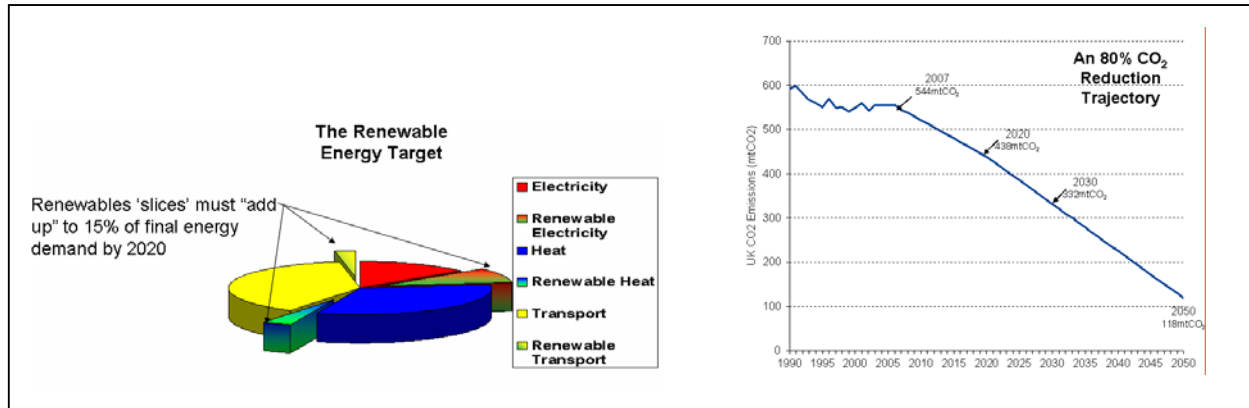 The Renewable
Energy Target
Renewables ‘slices’ must “add
up” to 15% of final energy
demand by 2020
Electricity
Renewable
Electricity
Heat
Renewable Heat
Transport
Renewable
Transport
An 80% CO₂
Reduction
Trajectory
UK CO2 Emissions (mtCO2)
700
600
500
400
300
200
100
0
2007
544mtCO₂
2020
438mtCO₂
2030
332mtCO₂
2050
118mtCO₂
1990 1995 2000 2005 2010 2015 2020 2025 2030 2035 2040 2045 2050